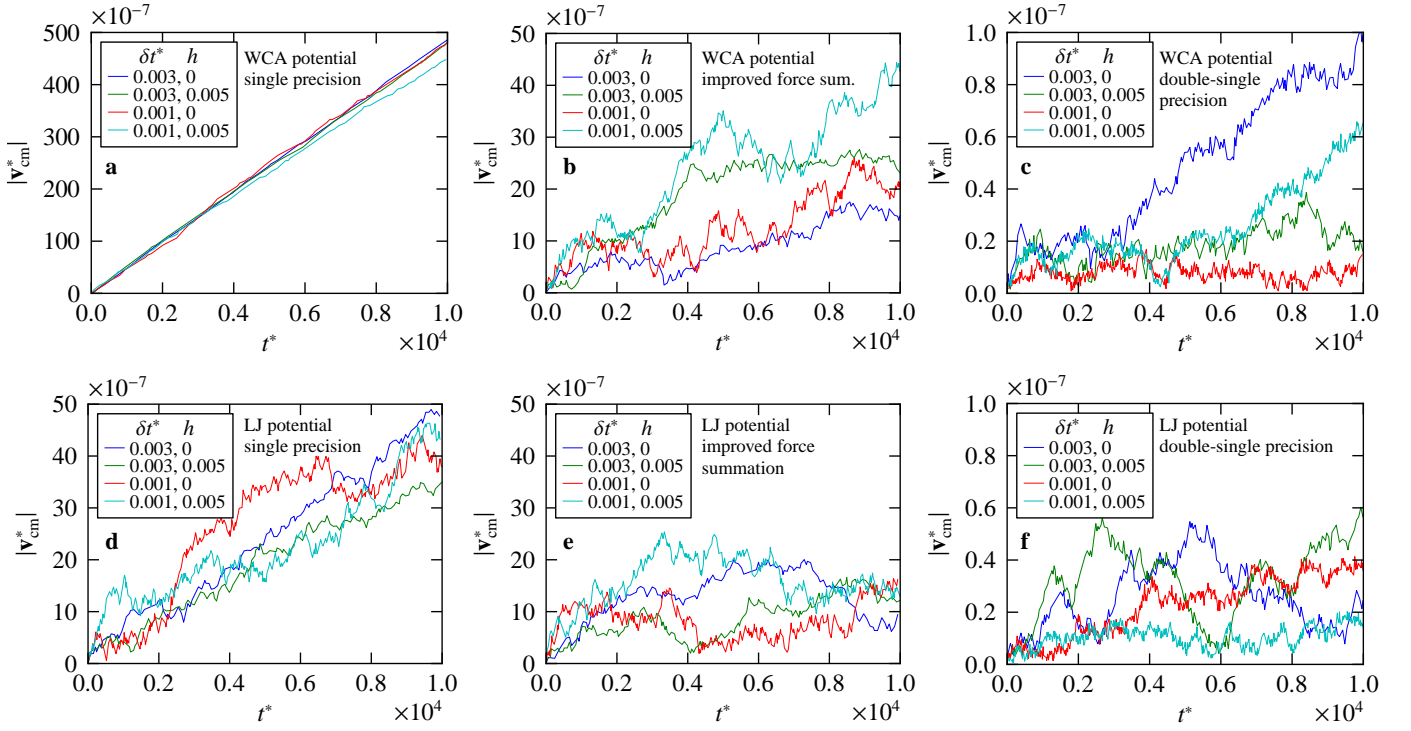 ×10⁻⁷
500
400
300
200
100
0
|v*cm|
δt* h
0.003, 0
0.003, 0.005
0.001, 0
0.001, 0.005
WCA potential
single precision
a
0.0 0.2 0.4 0.6 0.8 1.0
t* ×10⁴
×10⁻⁷
50
40
30
20
10
0
|v*cm|
δt* h
0.003, 0
0.003, 0.005
0.001, 0
0.001, 0.005
WCA potential
improved force sum.
b
0.0 0.2 0.4 0.6 0.8 1.0
t* ×10⁴
×10⁻⁷
1.0
0.8
0.6
0.4
0.2
0.0
|v*cm|
δt* h
0.003, 0
0.003, 0.005
0.001, 0
0.001, 0.005
WCA potential
double-single
precision
c
0.0 0.2 0.4 0.6 0.8 1.0
t* ×10⁴
×10⁻⁷
50
40
30
20
10
0
|v*cm|
δt* h
0.003, 0
0.003, 0.005
0.001, 0
0.001, 0.005
LJ potential
single precision
d
0.0 0.2 0.4 0.6 0.8 1.0
t* ×10⁴
×10⁻⁷
50
40
30
20
10
0
|v*cm|
δt* h
0.003, 0
0.003, 0.005
0.001, 0
0.001, 0.005
LJ potential
improved force
summation
e
0.0 0.2 0.4 0.6 0.8 1.0
t* ×10⁴
×10⁻⁷
1.0
0.8
0.6
0.4
0.2
0.0
|v*cm|
δt* h
0.003, 0
0.003, 0.005
0.001, 0
0.001, 0.005
LJ potential
double-single precision
f
0.0 0.2 0.4 0.6 0.8 1.0
t* ×10⁴